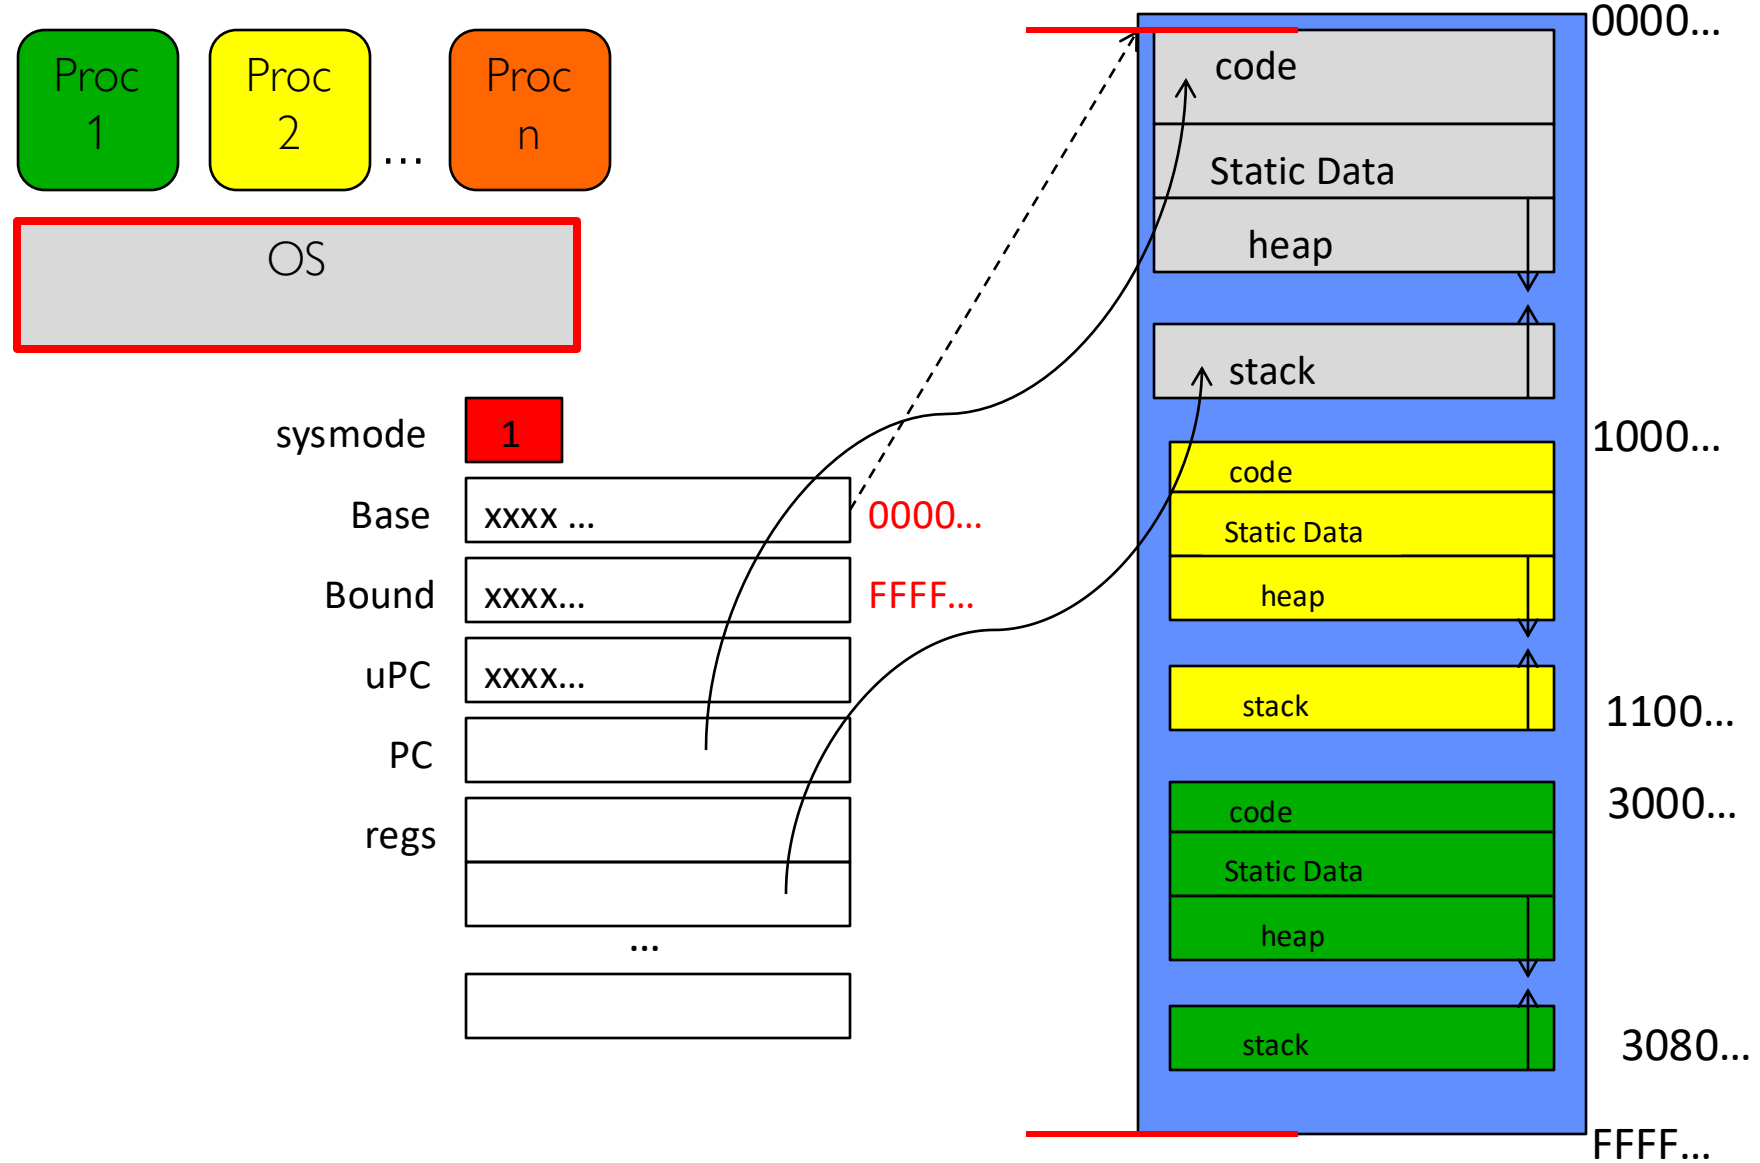 Proc
1
Proc
2
...
Proc
n
OS
sysmode 1
Base xxxx ... 0000...
Bound xxxx... FFFF...
uPC xxxx...
PC
regs
...
0000...
code
Static Data
heap
stack
1000...
code
Static Data
heap
stack
1100...
3000...
code
Static Data
heap
stack
3080...
FFFF...